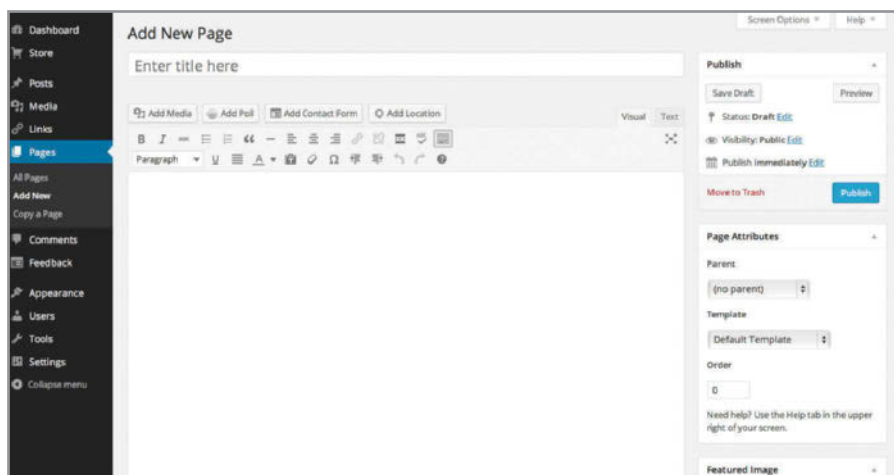 Screen Options
Help
Dashboard
Store
Posts
Media
Links
Pages
All Pages
Add New
Copy a Page
Comments
Feedback
Appearance
Users
Tools
Settings
Collapse menu
Add New Page
Enter title here
Add Media Add Poll Add Contact Form Add Location
Visual Text
B I
Paragraph U A Ω
Publish
Save Draft Preview
Status: Draft Edit
Visibility: Public Edit
Publish immediately Edit
Move to Trash Publish
Page Attributes
Parent
(no parent)
Template
Default Template
Order
0
Need help? Use the Help tab in the upper
right of your screen.
Featured Image